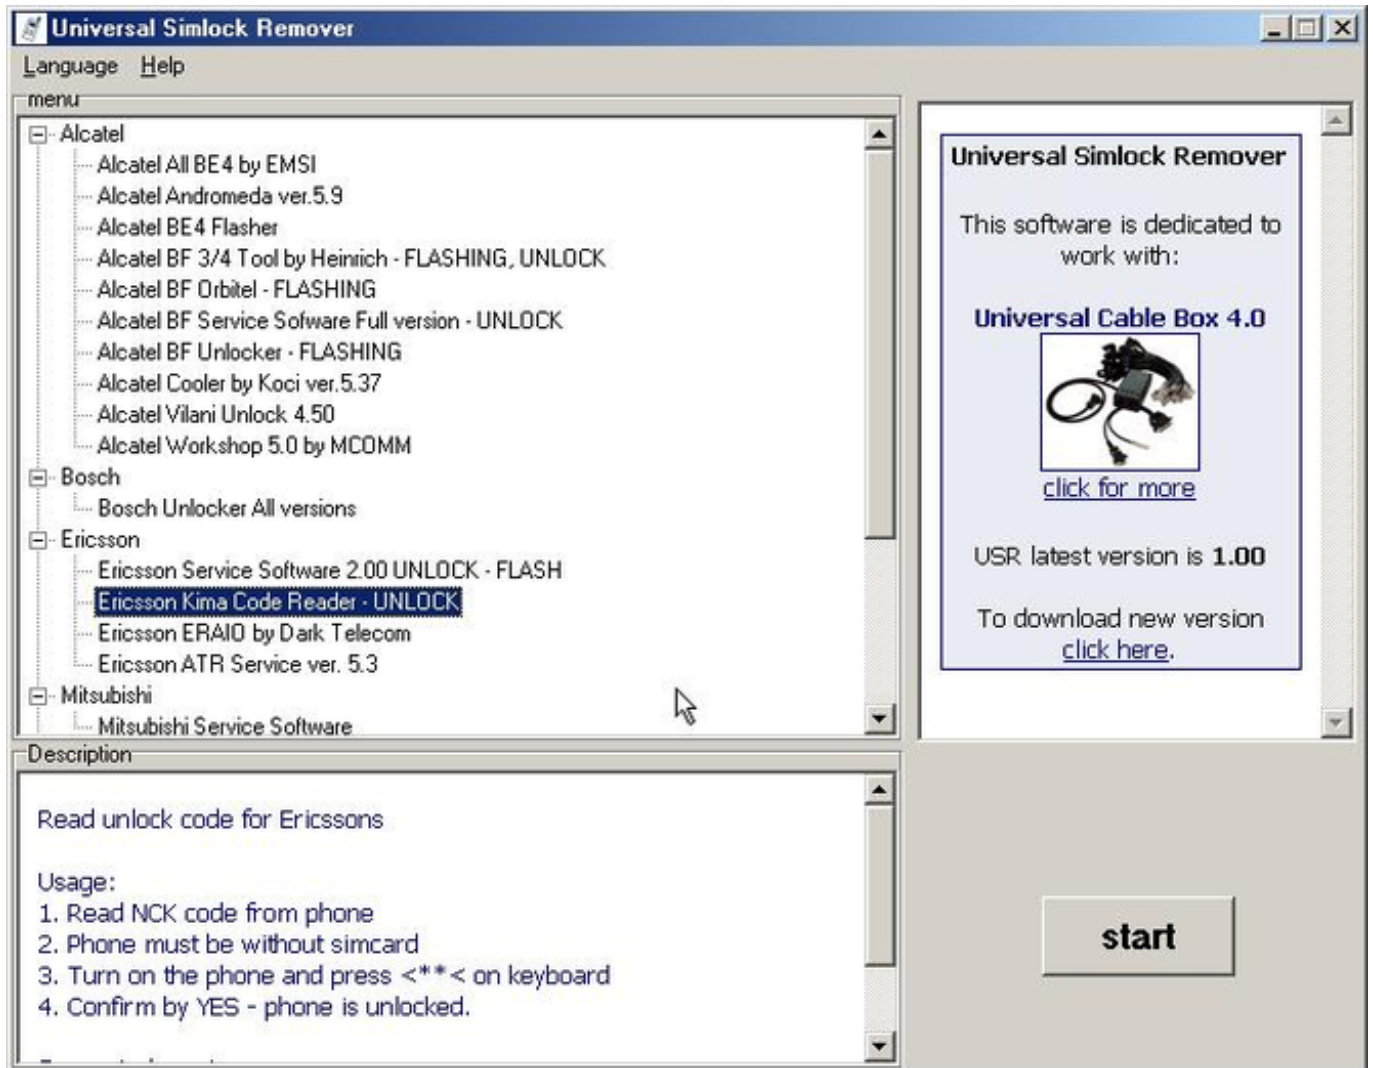 Universal Simlock Remover
Language Help
menu
Alcatel
Alcatel All BE4 by EMSI
Alcatel Andromeda ver.5.9
Alcatel BE4 Flasher
Alcatel BF 3/4 Tool by Heinrich - FLASHING, UNLOCK
Alcatel BF Orbitel - FLASHING
Alcatel BF Service Sofware Full version - UNLOCK
Alcatel BF Unlocker - FLASHING
Alcatel Cooler by Koci ver.5.37
Alcatel Vilani Unlock 4.50
Alcatel Workshop 5.0 by MCOMM
Bosch
Bosch Unlocker All versions
Ericsson
Ericsson Service Software 2.00 UNLOCK - FLASH
Ericsson Kima Code Reader - UNLOCK
Ericsson ERAIO by Dark Telecom
Ericsson ATR Service ver. 5.3
Mitsubishi
Mitsubishi Service Software
Universal Simlock Remover
This software is dedicated to
work with:
Universal Cable Box 4.0
click for more
USR latest version is 1.00
To download new version
click here.
Description
Read unlock code for Ericssons
Usage:
1. Read NCK code from phone
2. Phone must be without simcard
3. Turn on the phone and press <**< on keyboard
4. Confirm by YES - phone is unlocked.
start